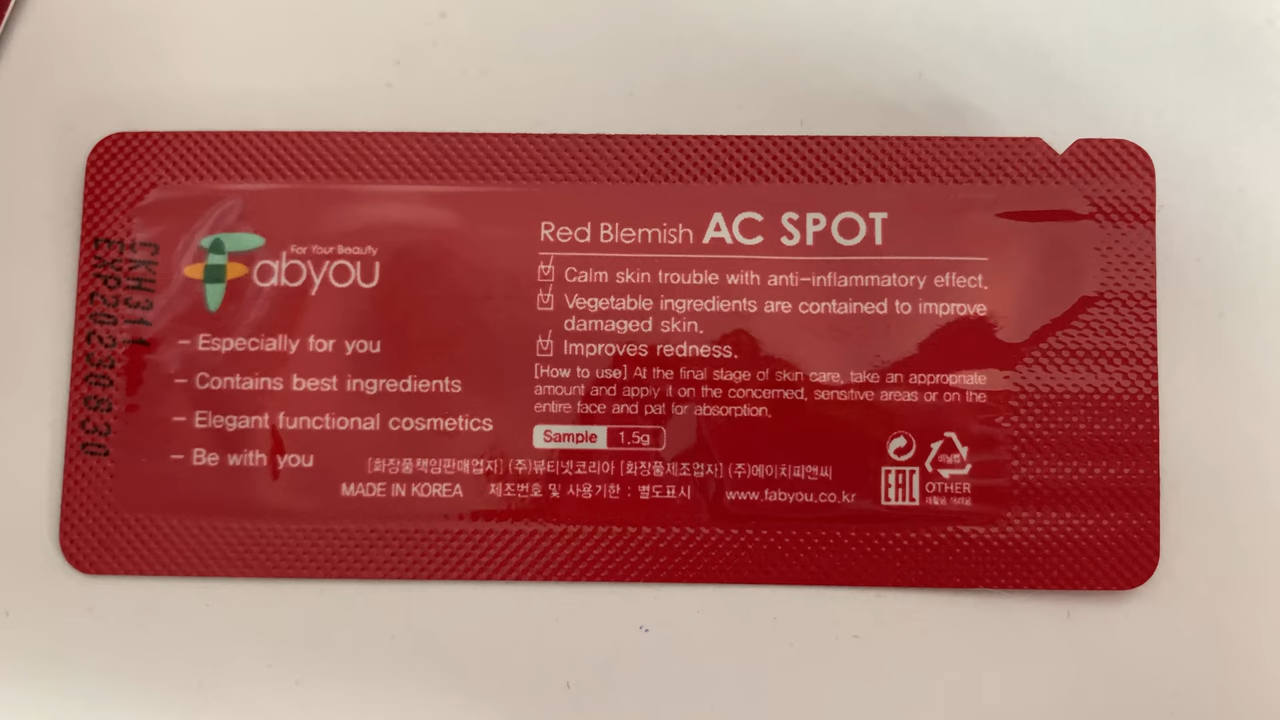 For Your Beauty
Fabyou
– Especially for you
– Contains best ingredients
– Elegant functional cosmetics
– Be with you
Red Blemish AC SPOT
Calm skin trouble with anti-inflammatory effect.
Vegetable ingredients are contained to improve
damaged skin.
Improves redness.
[How to use] At the final stage of skin care, take an appropriate
amount and apply it on the concerned, sensitive areas or on the
entire face and pat for absorption.
Sample 1.5g
[화장품책임판매업자] (주)뷰티넷코리아 [화장품제조업자] (주)에이치피앤씨
MADE IN KOREA 제조번호 및 사용기한 : 별도표시 www.fabyou.co.kr
EAC
비닐류
OTHER
EXP20230830